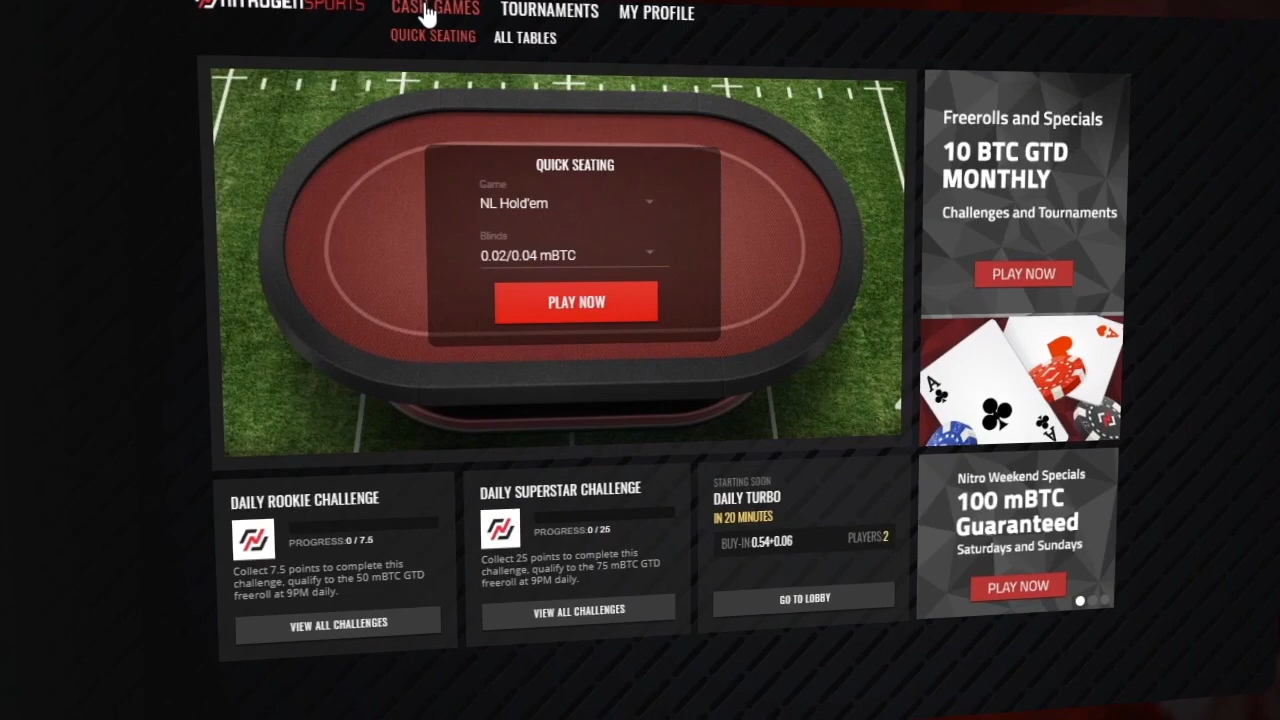 NITROGENSPORTS
CASH GAMES
TOURNAMENTS
MY PROFILE
QUICK SEATING
ALL TABLES
QUICK SEATING
Game
NL Hold'em
Blinds
0.02/0.04 mBTC
PLAY NOW
Freerolls and Specials
10 BTC GTD
MONTHLY
Challenges and Tournaments
PLAY NOW
A
A
A
DAILY ROOKIE CHALLENGE
PROGRESS:0 / 7.5
Collect 7.5 points to complete this
challenge, qualify to the 50 mBTC GTD
freeroll at 9PM daily.
VIEW ALL CHALLENGES
DAILY SUPERSTAR CHALLENGE
PROGRESS:0 / 25
Collect 25 points to complete this
challenge, qualify to the 75 mBTC GTD
freeroll at 9PM daily.
VIEW ALL CHALLENGES
STARTING SOON
DAILY TURBO
IN 20 MINUTES
BUY-IN:0.54+0.06
PLAYERS:2
GO TO LOBBY
Nitro Weekend Specials
100 mBTC
Guaranteed
Saturdays and Sundays
PLAY NOW